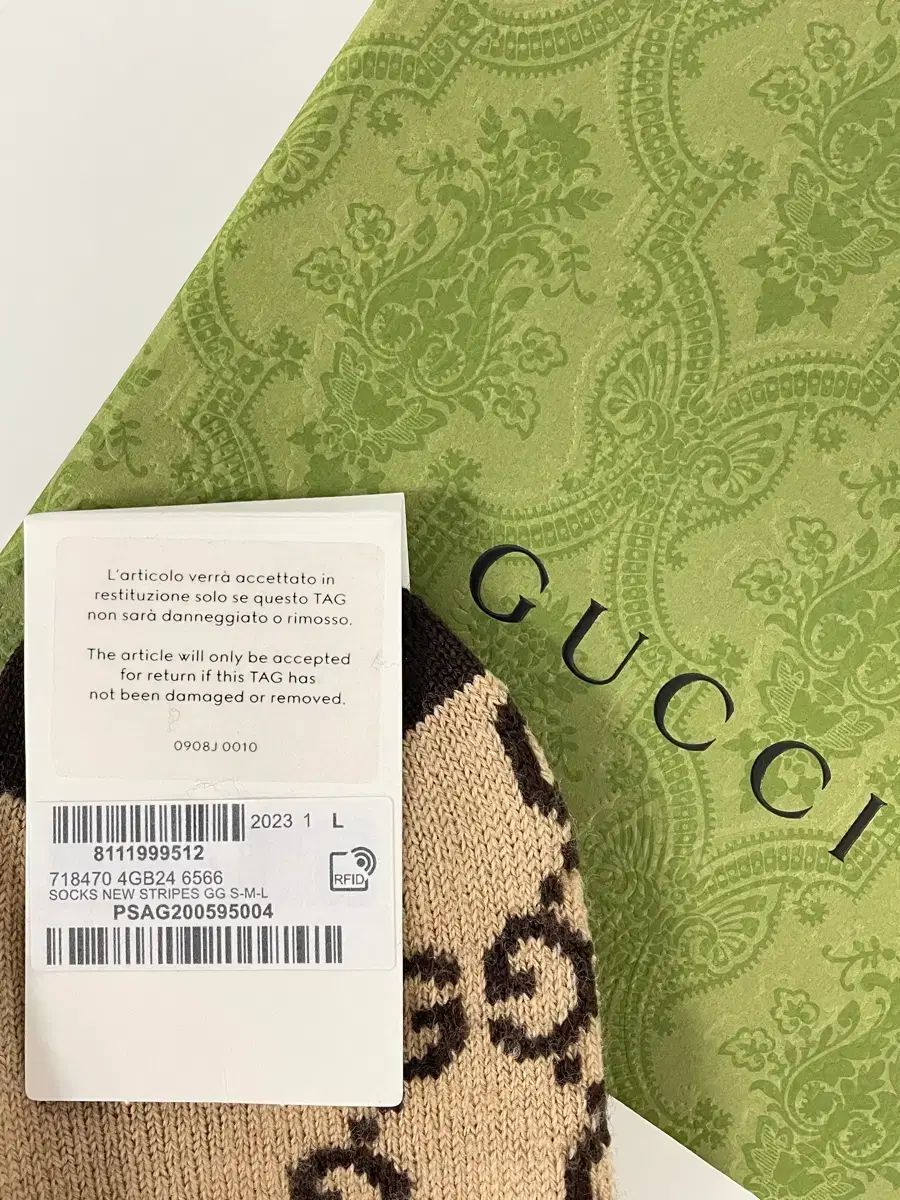 L'articolo verrà accettato in
restituzione solo se questo TAG
non sarà danneggiato o rimosso.
The article will only be accepted
for return if this TAG has
not been damaged or removed.
0908J 0010
2023 1 L
8111999512
718470 4GB24 6566
RFID
SOCKS NEW STRIPES GG S-M-L
PSAG200595004
GUCCI
GG
G